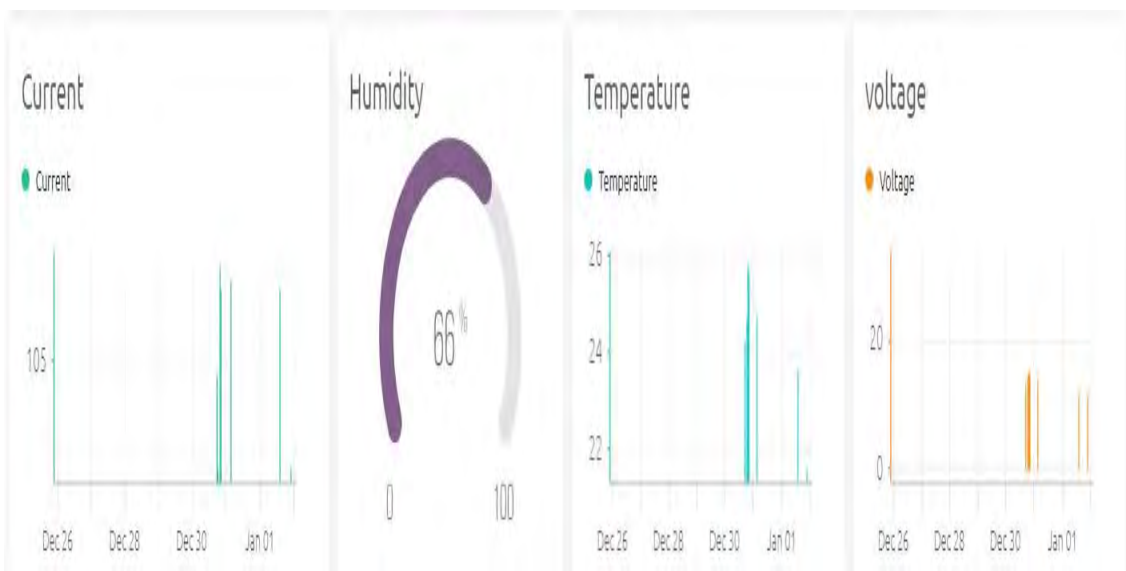 Current
Current
105
Dec 26 Dec 28 Dec 30 Jan 01
Humidity
66 %
0 100
Temperature
Temperature
26
24
22
Dec 26 Dec 28 Dec 30 Jan 01
voltage
Voltage
20
0
Dec 26 Dec 28 Dec 30 Jan 01